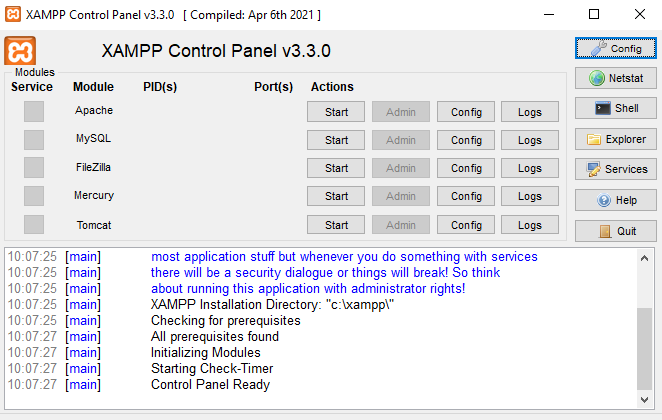 XAMPP Control Panel v3.3.0 [ Compiled: Apr 6th 2021 ]
XAMPP Control Panel v3.3.0
Config
Modules
Service Module PID(s) Port(s) Actions
Netstat
Apache Start Admin Config Logs
Shell
MySQL Start Admin Config Logs
Explorer
FileZilla Start Admin Config Logs
Services
Mercury Start Admin Config Logs
Help
Tomcat Start Admin Config Logs
Quit
10:07:25 [main] most application stuff but whenever you do something with services
10:07:25 [main] there will be a security dialogue or things will break! So think
10:07:25 [main] about running this application with administrator rights!
10:07:25 [main] XAMPP Installation Directory: "c:\xampp\"
10:07:25 [main] Checking for prerequisites
10:07:27 [main] All prerequisites found
10:07:27 [main] Initializing Modules
10:07:27 [main] Starting Check-Timer
10:07:27 [main] Control Panel Ready